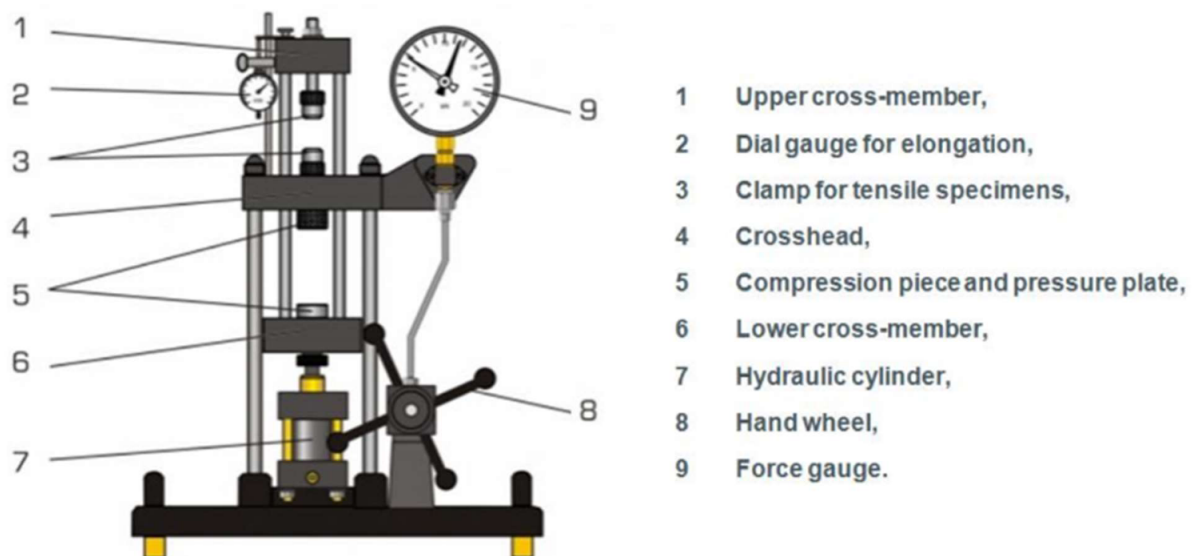 1
2
3
4
5
6
7
8
9
1 Upper cross-member,
2 Dial gauge for elongation,
3 Clamp for tensile specimens,
4 Crosshead,
5 Compression piece and pressure plate,
6 Lower cross-member,
7 Hydraulic cylinder,
8 Hand wheel,
9 Force gauge.